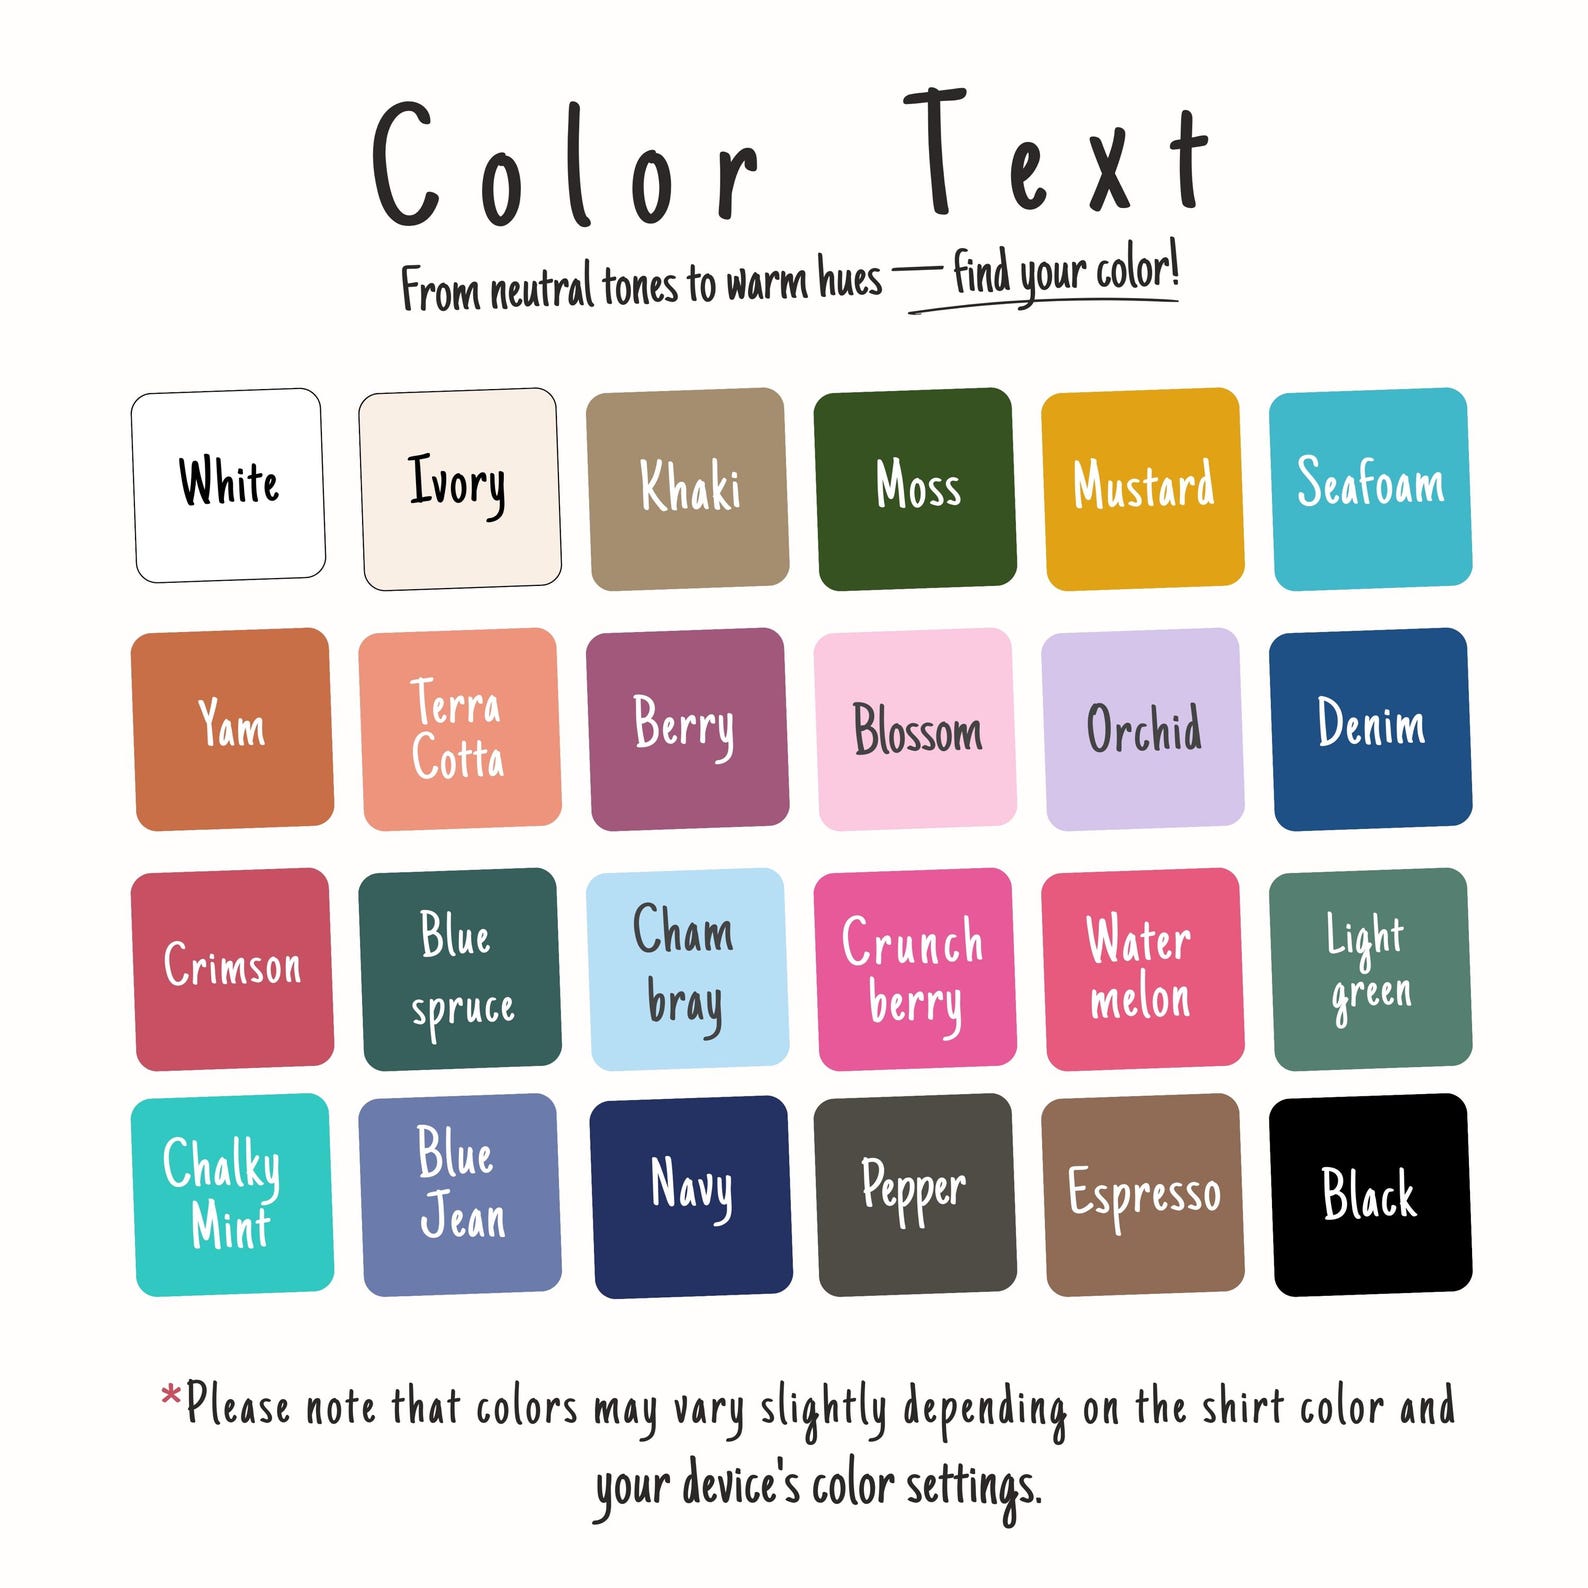 Color Text
From neutral tones to warm hues — find your color!
White
Ivory
Khaki
Moss
Mustard
Seafoam
Yam
Terra
Cotta
Berry
Blossom
Orchid
Denim
Crimson
Blue
spruce
Cham
bray
Crunch
berry
Water
melon
Light
green
Chalky
Mint
Blue
Jean
Navy
Pepper
Espresso
Black
*Please note that colors may vary slightly depending on the shirt color and
your device's color settings.